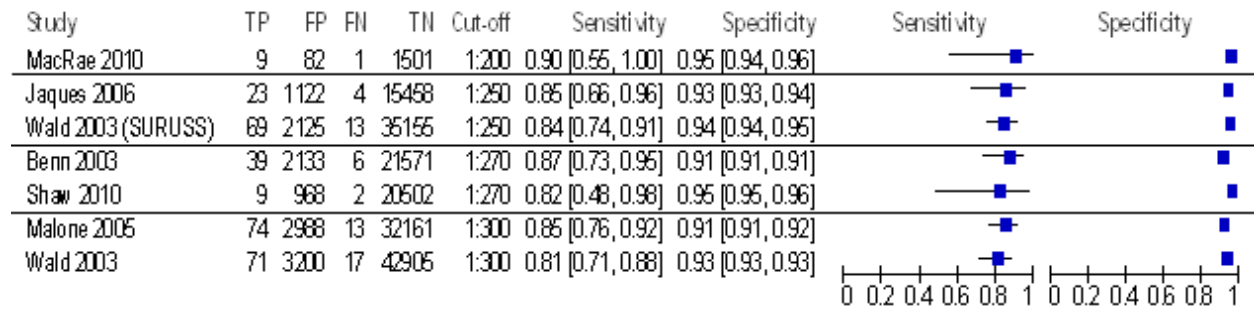 Study TP FP FN TN Cut-off Sensitivity Specificity Sensitivity Specificity
MacRae 2010 9 82 1 1501 1:200 0.90 [0.55, 1.00] 0.95 [0.94, 0.96]
Jaques 2006 23 1122 4 15458 1:250 0.85 [0.66, 0.96] 0.93 [0.93, 0.94]
Wald 2003 (SURUSS) 69 2125 13 35155 1:250 0.84 [0.74, 0.91] 0.94 [0.94, 0.95]
Benn 2003 39 2133 6 21571 1:270 0.87 [0.73, 0.95] 0.91 [0.91, 0.91]
Shaw 2010 9 968 2 20502 1:270 0.82 [0.48, 0.98] 0.95 [0.95, 0.96]
Malone 2005 74 2988 13 32161 1:300 0.85 [0.76, 0.92] 0.91 [0.91, 0.92]
Wald 2003 71 3200 17 42905 1:300 0.81 [0.71, 0.88] 0.93 [0.93, 0.93]
0 0.2 0.4 0.6 0.8 1 0 0.2 0.4 0.6 0.8 1